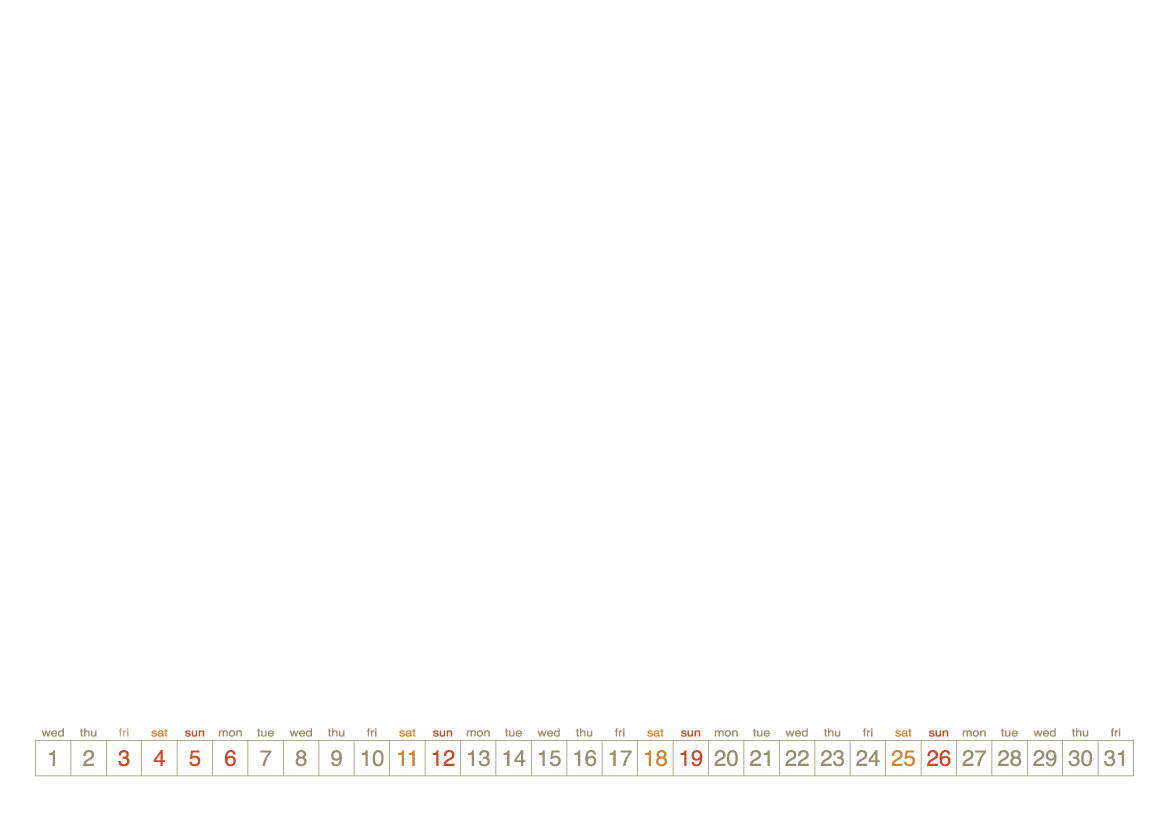 wed thu fri sat sun mon tue wed thu fri sat sun mon tue wed thu fri sat sun mon tue wed thu fri sat sun mon tue wed thu fri
1 2 3 4 5 6 7 8 9 10 11 12 13 14 15 16 17 18 19 20 21 22 23 24 25 26 27 28 29 30 31